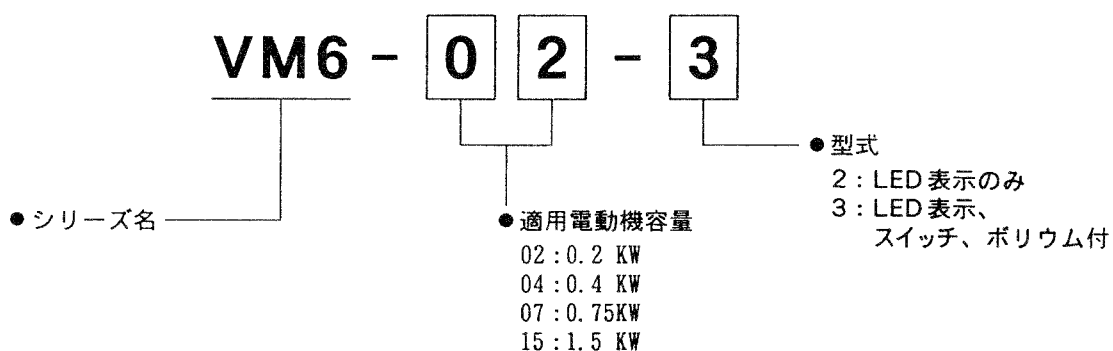 VM6 - 0 2 - 3
● シリーズ名
● 適用電動機容量
02 : 0.2 KW
04 : 0.4 KW
07 : 0.75KW
15 : 1.5 KW
● 型式
2 : LED 表示のみ
3 : LED 表示、
スイッチ、ボリウム付